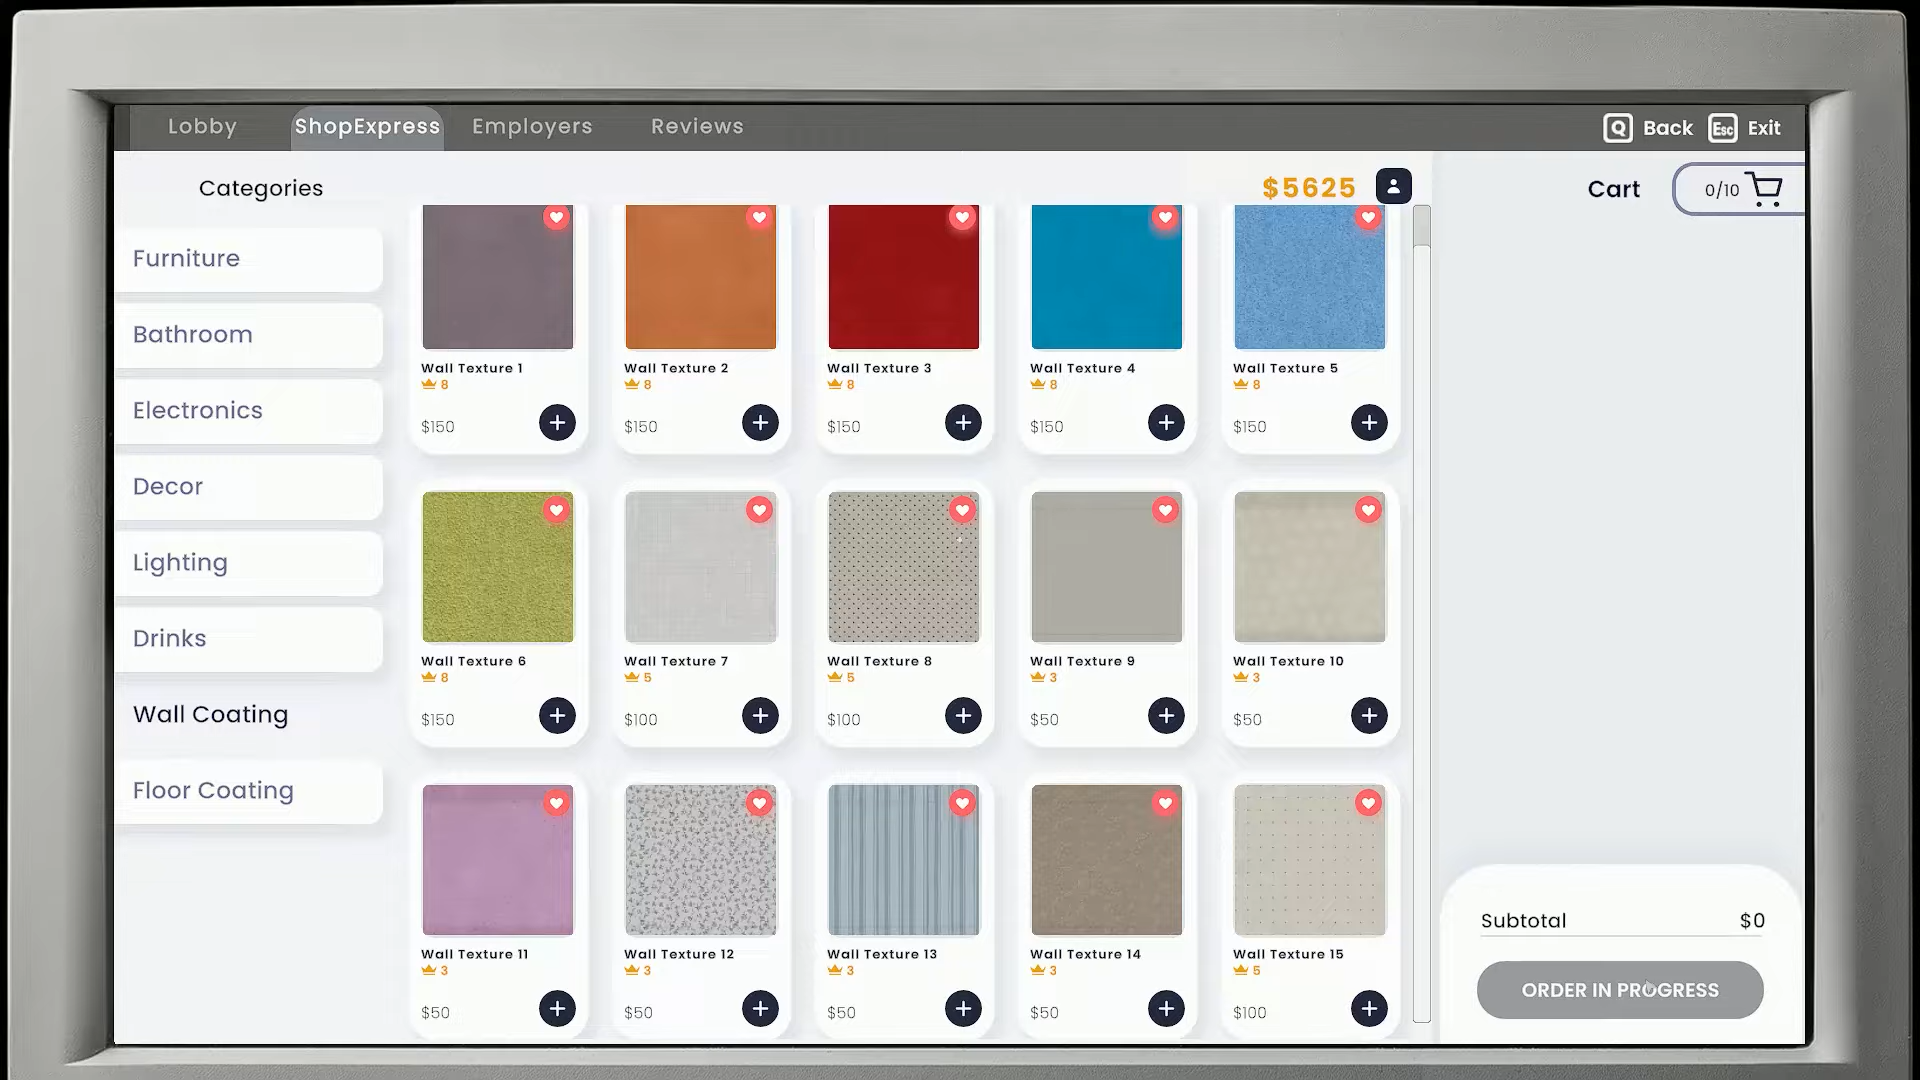 Lobby ShopExpress Employers Reviews Q Back Esc Exit
Categories $5625 Cart 0/10
Furniture
Bathroom
Electronics
Decor
Lighting
Drinks
Wall Coating
Floor Coating
Wall Texture 1 Wall Texture 2 Wall Texture 3 Wall Texture 4 Wall Texture 5
8 8 8 8 8
$150 $150 $150 $150 $150
Wall Texture 6 Wall Texture 7 Wall Texture 8 Wall Texture 9 Wall Texture 10
8 5 5 3 3
$150 $100 $100 $50 $50
Wall Texture 11 Wall Texture 12 Wall Texture 13 Wall Texture 14 Wall Texture 15
3 3 3 3 5
$50 $50 $50 $50 $100
Subtotal $0
ORDER IN PROGRESS